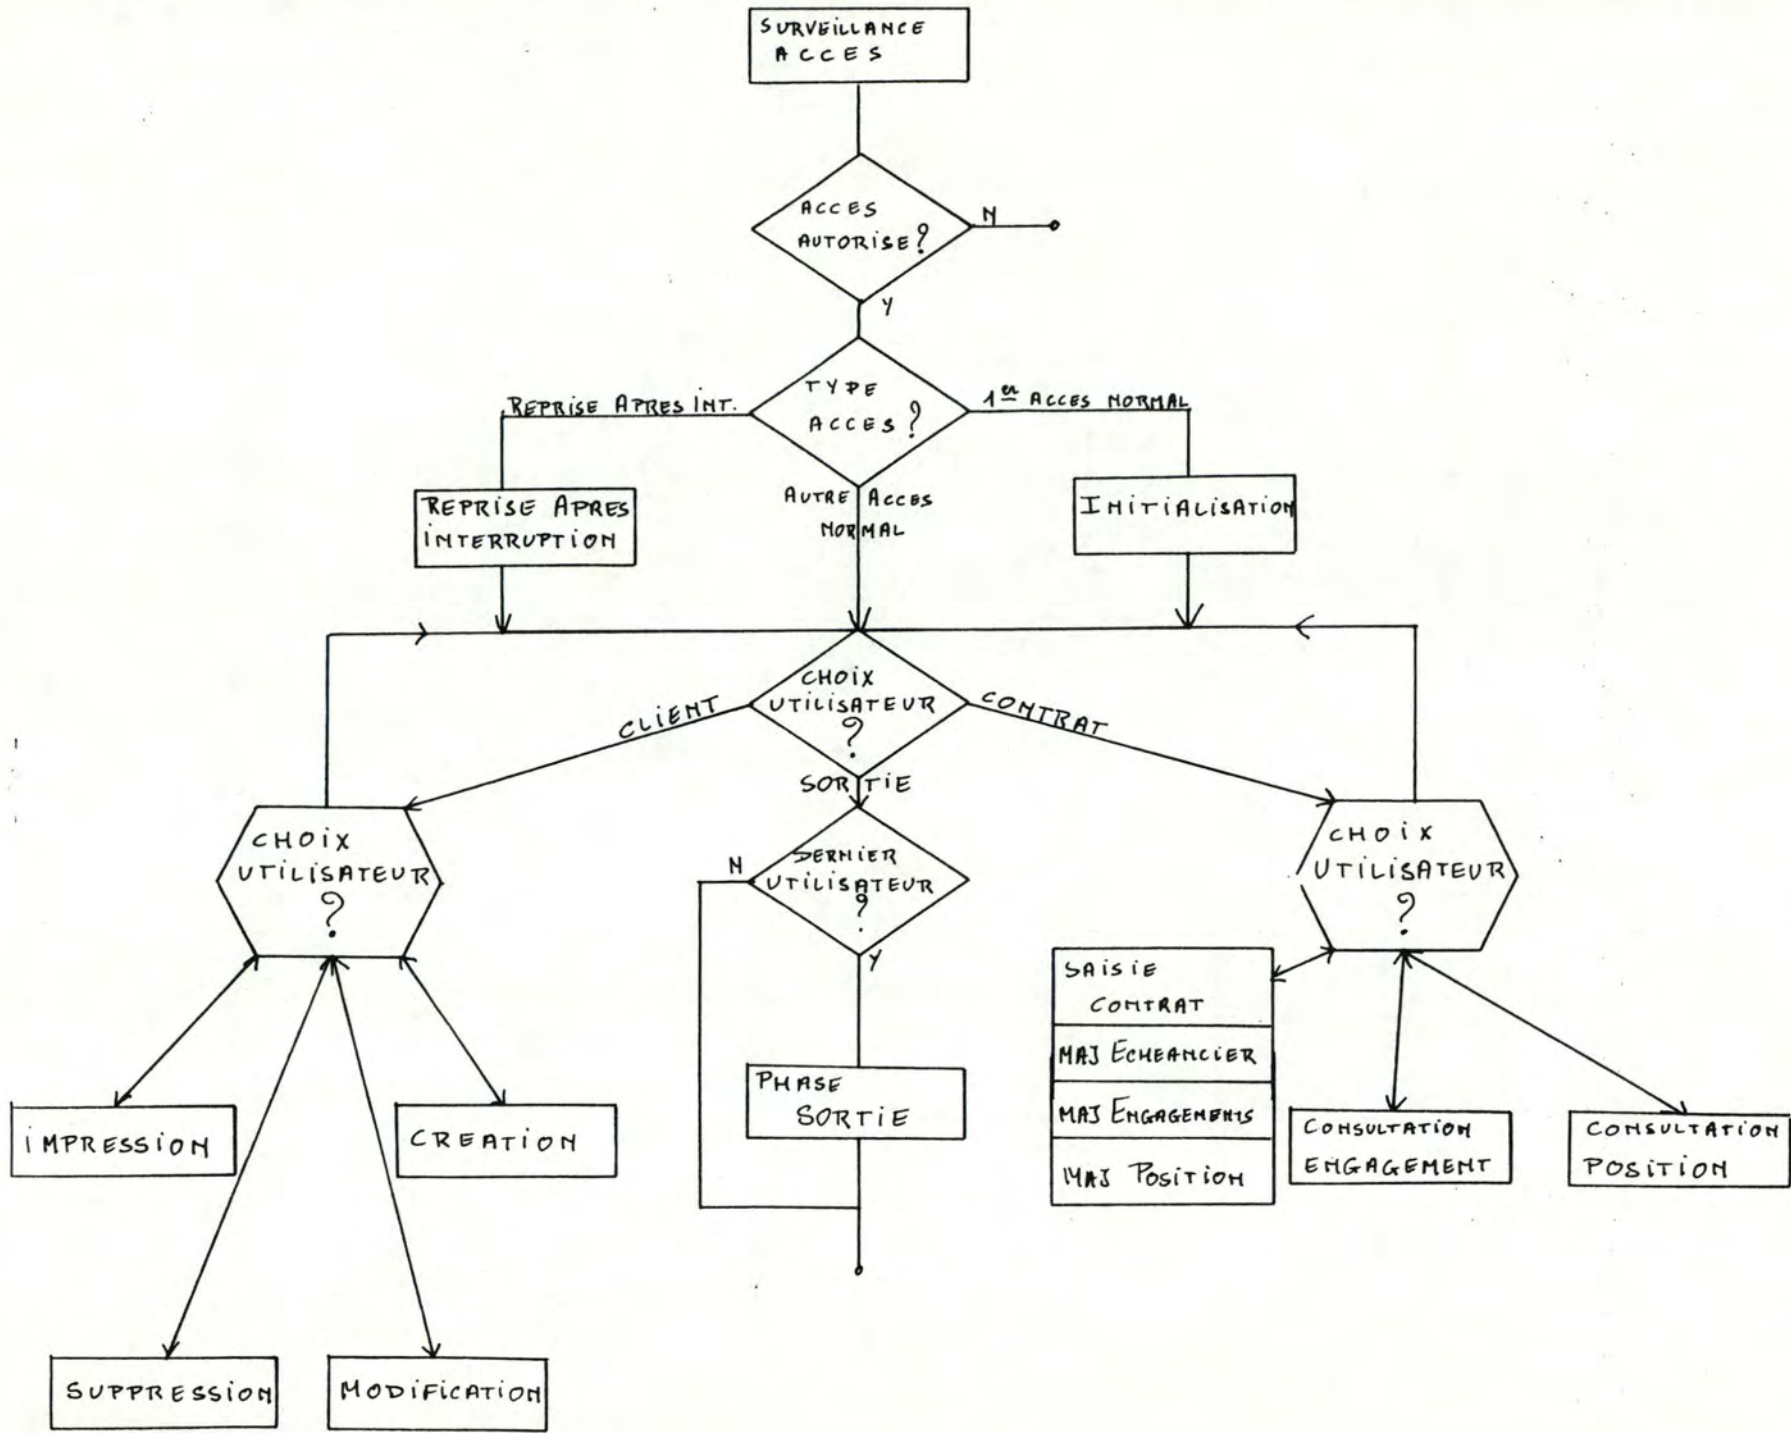 SURVEILLANCE
ACCES
ACCES
AUTORISE?
N
Y
TYPE
ACCES?
REPRISE APRES INT.
1er ACCES NORMAL
AUTRE ACCES
NORMAL
REPRISE APRES
INTERRUPTION
INITIALISATION
CHOIX
UTILISATEUR
?
CLIENT
CONTRAT
SORTIE
CHOIX
UTILISATEUR
?
DERNIER
UTILISATEUR
?
N
Y
CHOIX
UTILISATEUR
?
SAISIE
CONTRAT
MAJ ECHEANCIER
MAJ ENGAGEMENTS
MAJ POSITION
PHASE
SORTIE
IMPRESSION
CREATION
CONSULTATION
ENGAGEMENT
CONSULTATION
POSITION
SUPPRESSION
MODIFICATION